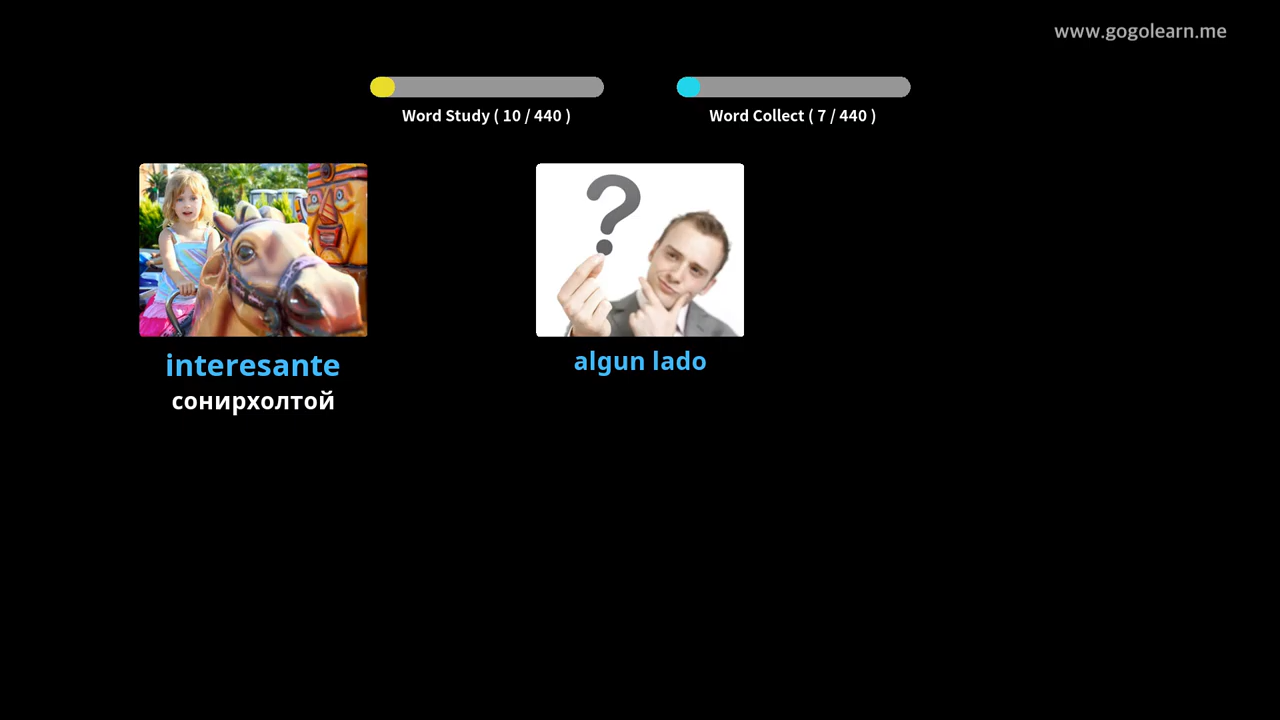 www.gogolearn.me
Word Study ( 10 / 440 )
Word Collect ( 7 / 440 )
interesante
сонирхолтой
?
algun lado